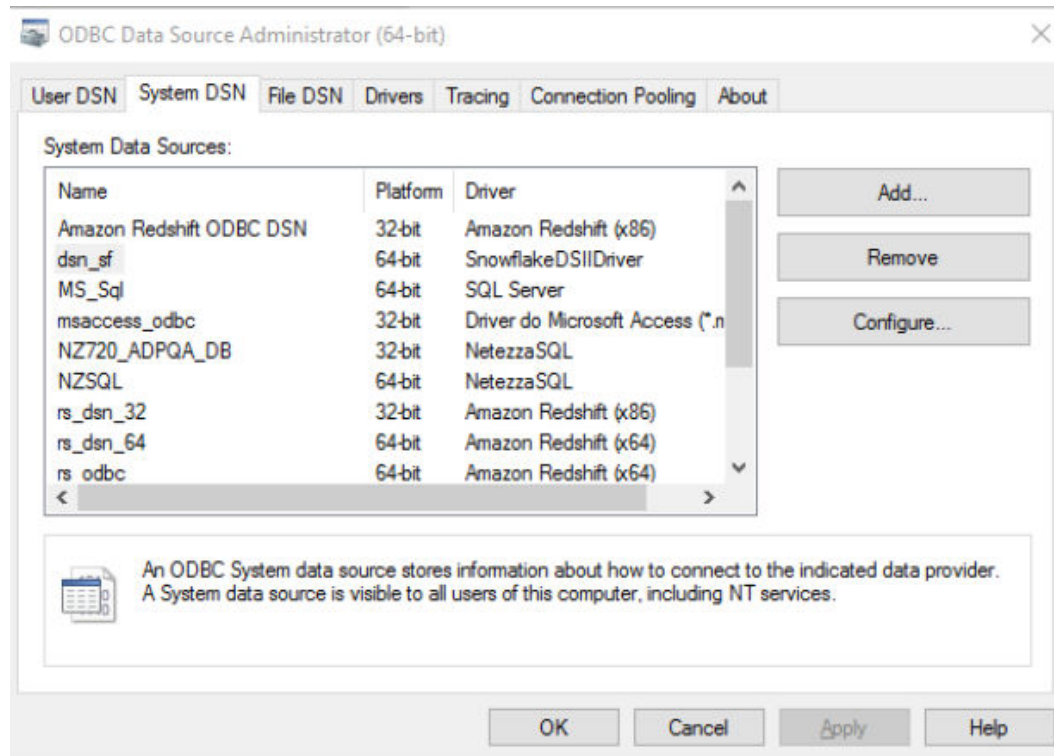 ODBC Data Source Administrator (64-bit)
User DSN System DSN File DSN Drivers Tracing Connection Pooling About
System Data Sources:
Name Platform Driver
Amazon Redshift ODBC DSN 32-bit Amazon Redshift (x86)
dsn_sf 64-bit SnowflakeDSIIDriver
MS_Sql 64-bit SQL Server
msaccess_odbc 32-bit Driver do Microsoft Access (*.m
NZ720_ADPQA_DB 32-bit NetezzaSQL
NZSQL 64-bit NetezzaSQL
rs_dsn_32 32-bit Amazon Redshift (x86)
rs_dsn_64 64-bit Amazon Redshift (x64)
rs_odbc 64-bit Amazon Redshift (x64)
Add...
Remove
Configure...
An ODBC System data source stores information about how to connect to the indicated data provider.
A System data source is visible to all users of this computer, including NT services.
OK Cancel Apply Help